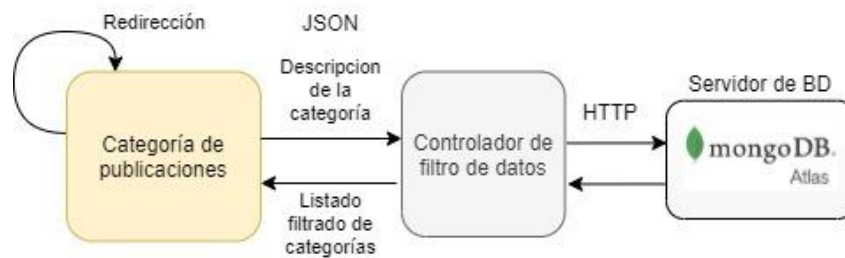 Redirección
JSON
Descripcion
de la
categoría
Servidor de BD
HTTP
Categoría de
publicaciones
Controlador de
filtro de datos
mongoDB.
Atlas
Listado
filtrado de
categorías